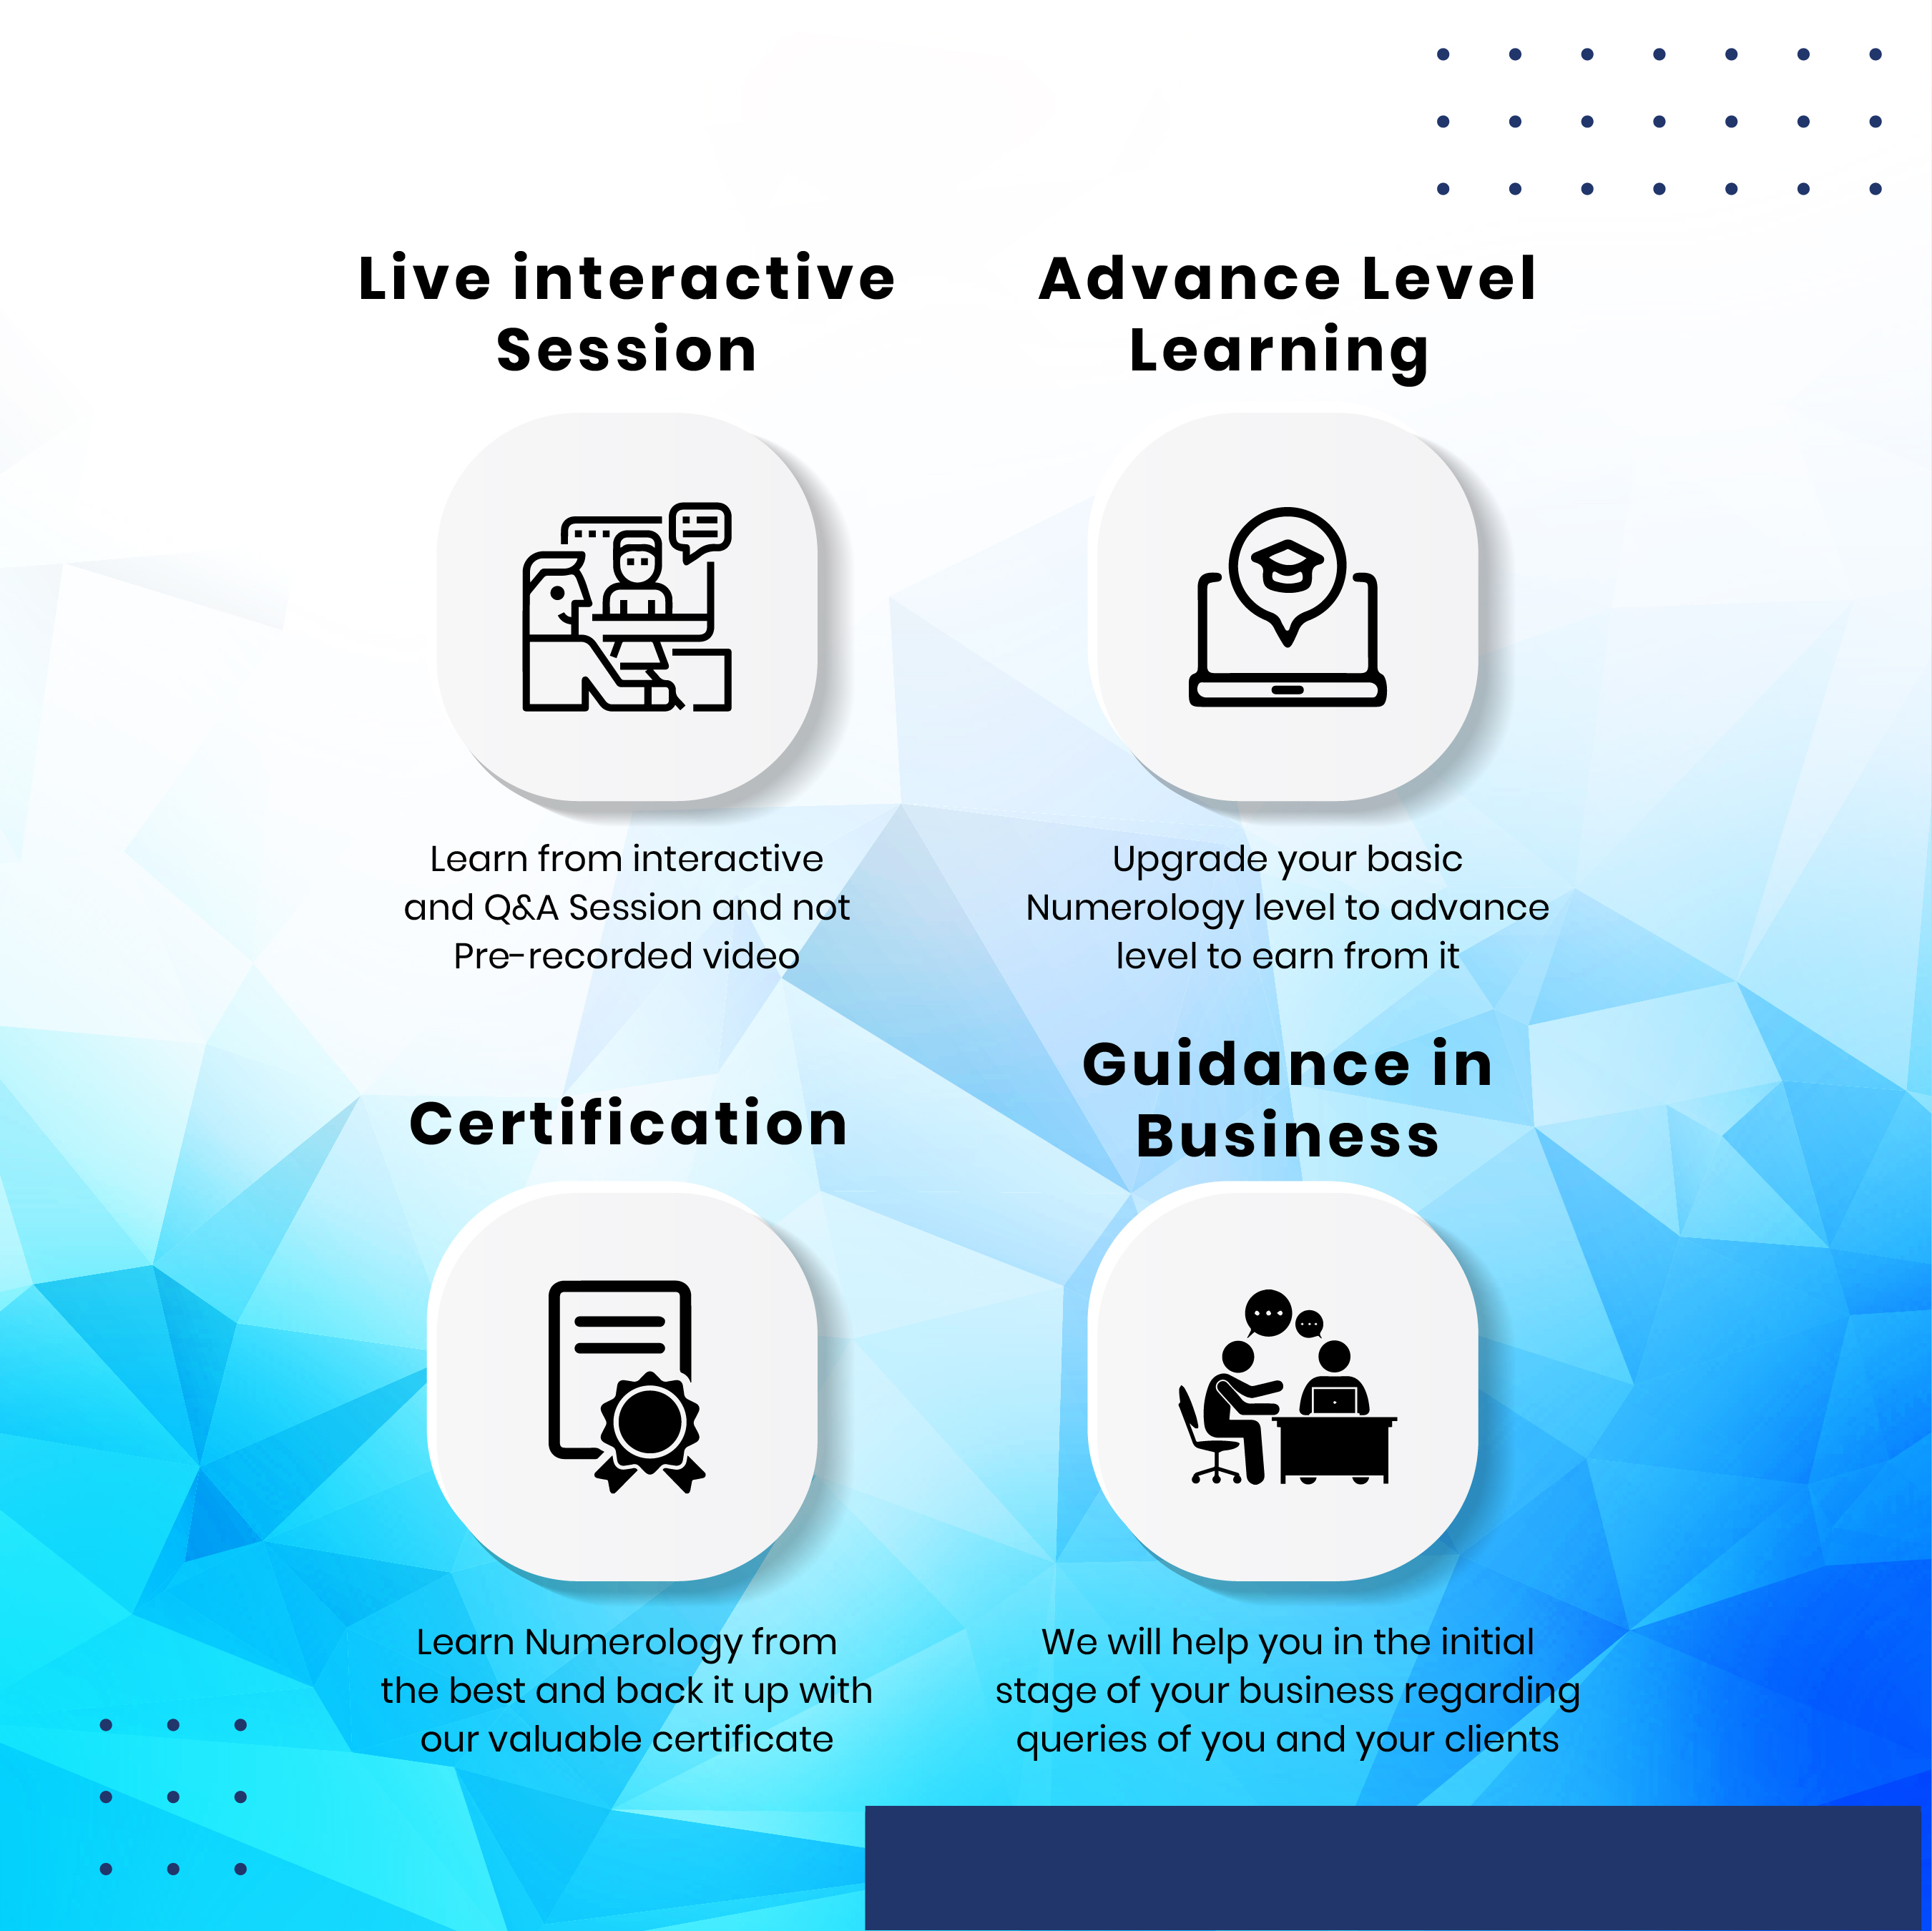 Live interactive
Session
Learn from interactive
and Q&A Session and not
Pre-recorded video
Advance Level
Learning
Upgrade your basic
Numerology level to advance
level to earn from it
Certification
Learn Numerology from
the best and back it up with
our valuable certificate
Guidance in
Business
We will help you in the initial
stage of your business regarding
queries of you and your clients